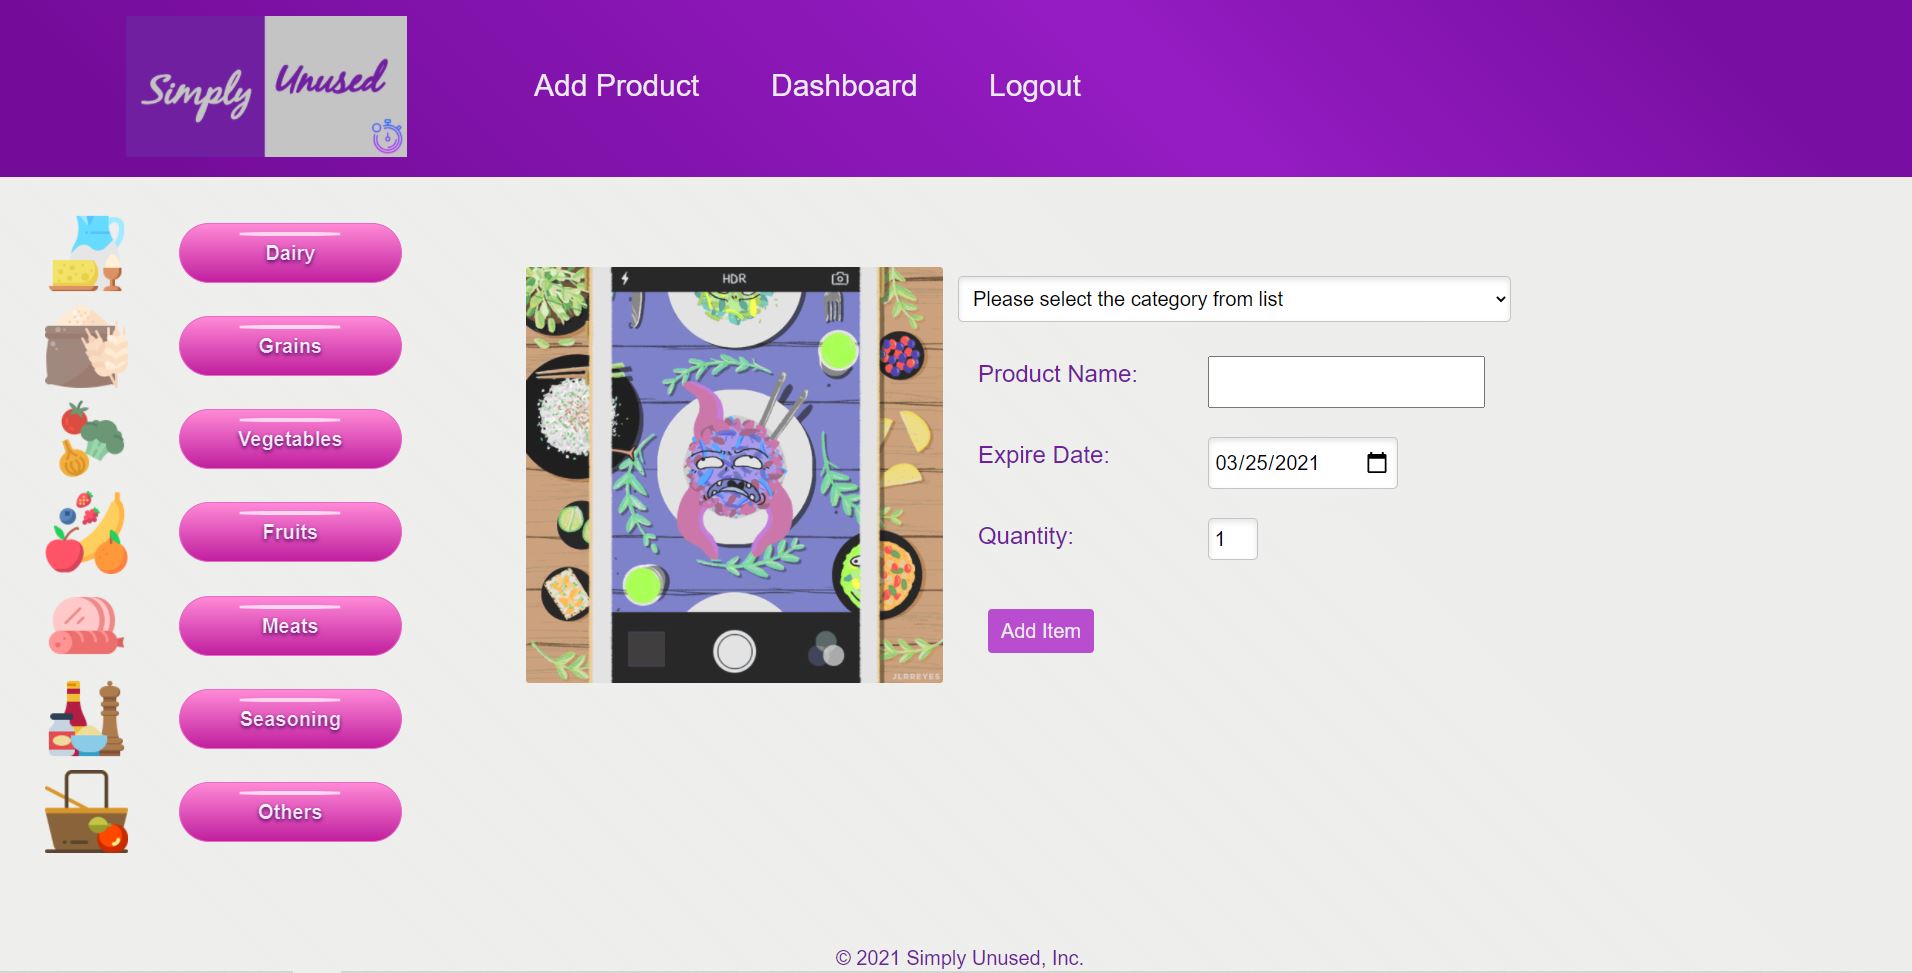 Simply Unused
Add Product
Dashboard
Logout
Dairy
Grains
Vegetables
Fruits
Meats
Seasoning
Others
HDR
JLRREYES
Please select the category from list
Product Name:
Expire Date:
03/25/2021
Quantity:
1
Add Item
© 2021 Simply Unused, Inc.